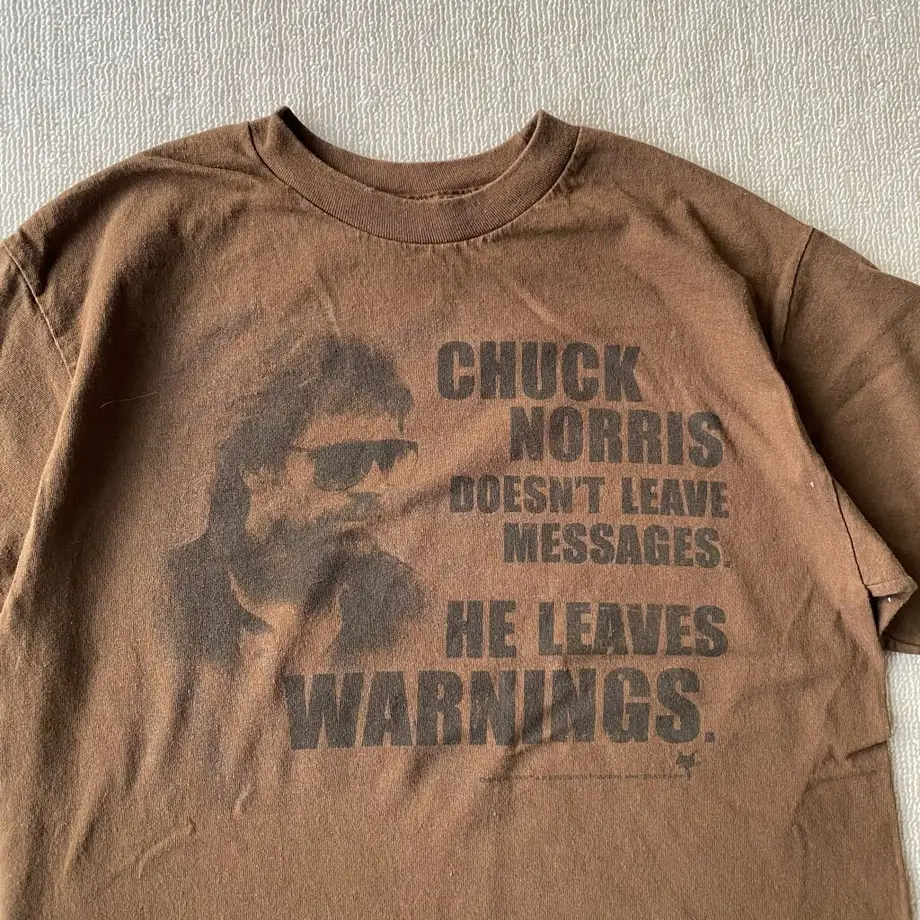 CHUCK
NORRIS
DOESN'T LEAVE
MESSAGES.
HE LEAVES
WARNINGS.